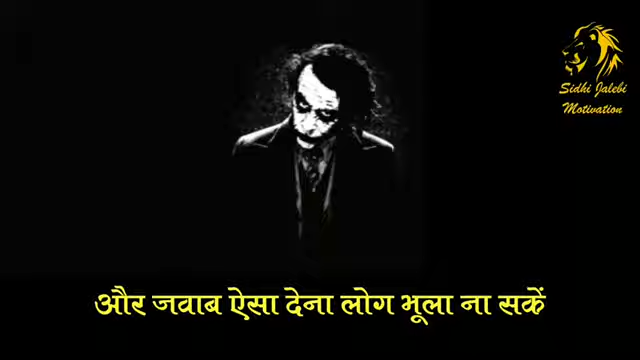 Sidhi Jalebi
Motivation
और जवाब ऐसा देना लोग भूला ना सकें